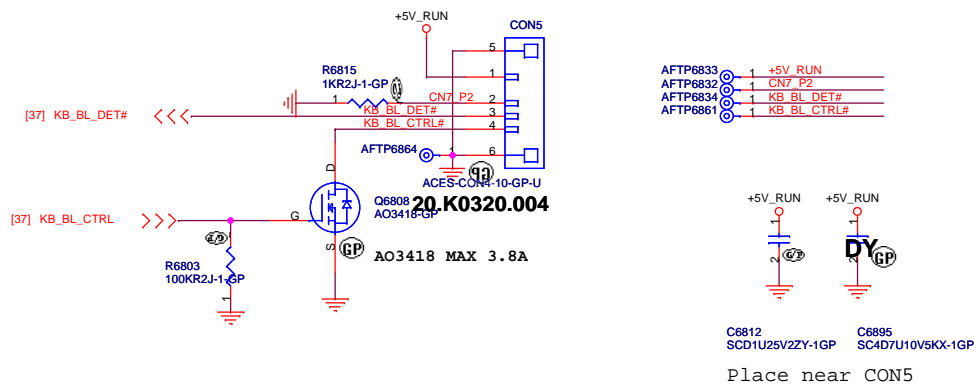 +5V_RUN
CON5
5
1
R6815
1KR2J-1-GP
1
CN7_P2
2
[37] KB_BL_DET#
KB_BL_DET#
3
KB_BL_CTRL#
4
AFTP6864
1
6
GP
ACES-CON4-10-GP-U
20.K0320.004
D
Q6808
AO3418-GP
[37] KB_BL_CTRL
G
S
GP
AO3418 MAX 3.8A
R6803
100KR2J-1-GP
1
AFTP6833
1
+5V_RUN
AFTP6832
1
CN7_P2
AFTP6834
1
KB_BL_DET#
AFTP6861
1
KB_BL_CTRL#
+5V_RUN
+5V_RUN
1
1
DY
GP
2
2
C6812
SCD1U25V2ZY-1GP
C6895
SC4D7U10V5KX-1GP
Place near CON5